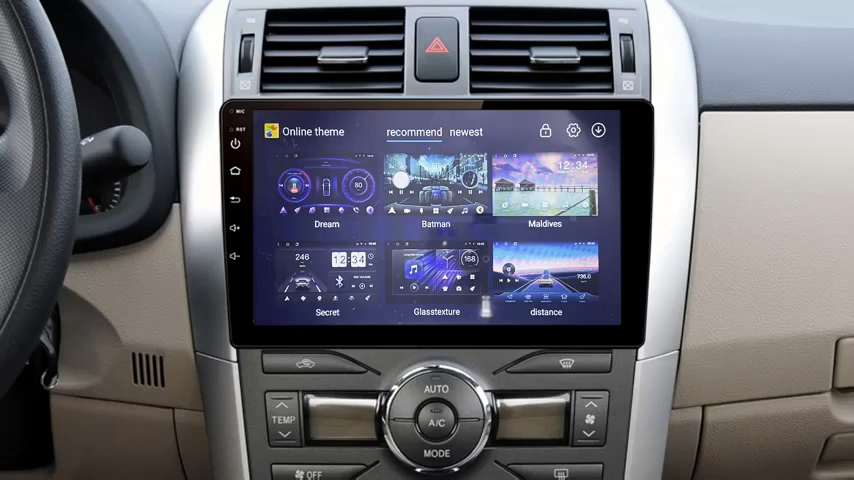 MIC
RST
Online theme
recommend newest
80
12:34
Dream Batman Maldives
246
12:34
168
736.0
Secret Glasstexture distance
AUTO
TEMP
A/C
MODE
OFF